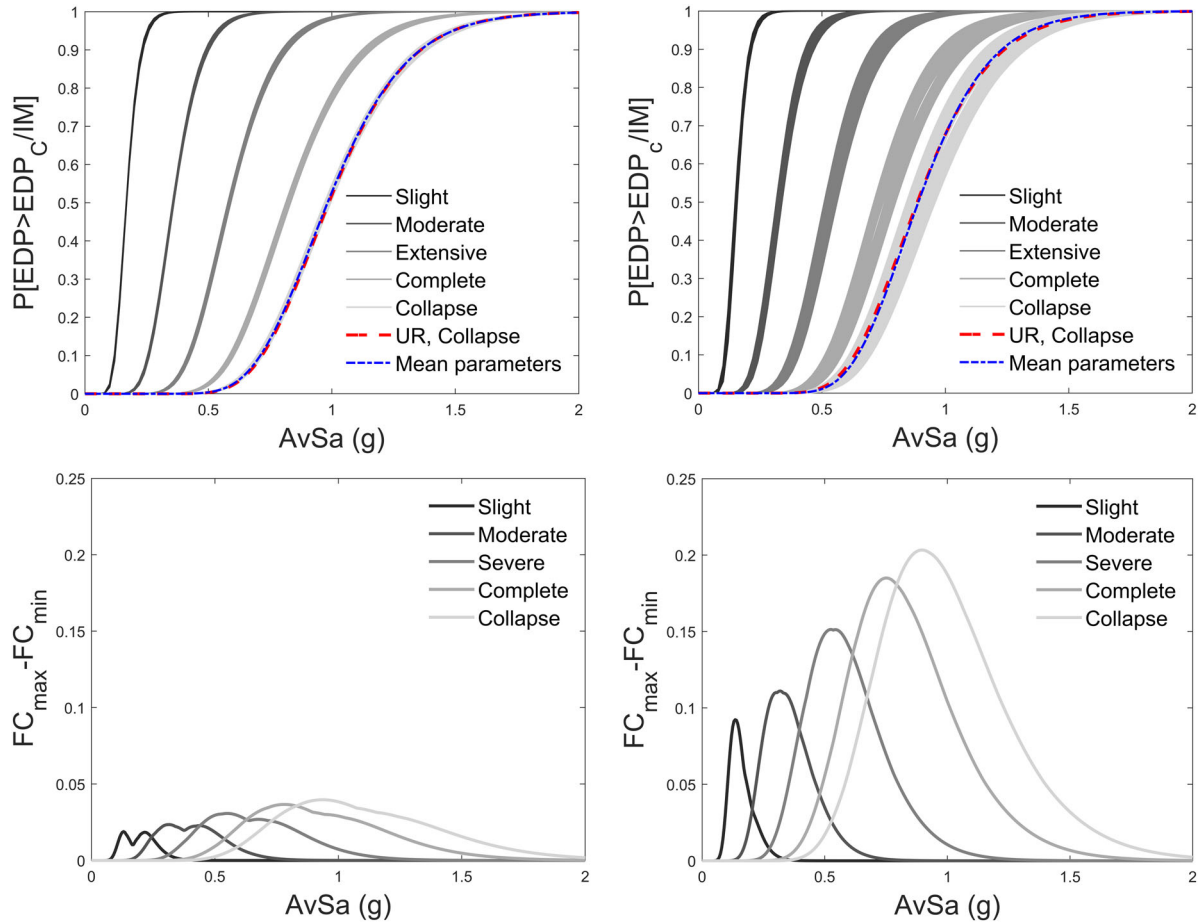 P[EDP>EDP_C/IM]
1
0.9
0.8
0.7
0.6
0.5
0.4
0.3
0.2
0.1
0
0 0.5 1 1.5 2
AvSa (g)
Slight
Moderate
Extensive
Complete
Collapse
UR, Collapse
Mean parameters
P[EDP>EDP_C/IM]
1
0.9
0.8
0.7
0.6
0.5
0.4
0.3
0.2
0.1
0
0 0.5 1 1.5 2
AvSa (g)
Slight
Moderate
Extensive
Complete
Collapse
UR, Collapse
Mean parameters
FC_max-FC_min
0.25
0.2
0.15
0.1
0.05
0
0 0.5 1 1.5 2
AvSa (g)
Slight
Moderate
Severe
Complete
Collapse
FC_max-FC_min
0.25
0.2
0.15
0.1
0.05
0
0 0.5 1 1.5 2
AvSa (g)
Slight
Moderate
Severe
Complete
Collapse